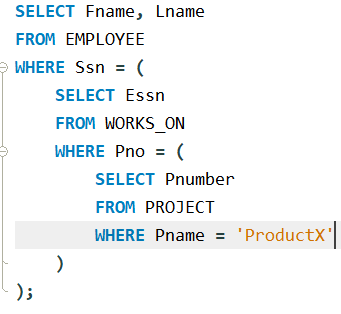 SELECT Fname, Lname
FROM EMPLOYEE
WHERE Ssn = (
    SELECT Essn
    FROM WORKS_ON
    WHERE Pno = (
        SELECT Pnumber
        FROM PROJECT
        WHERE Pname = 'ProductX'
    )
);